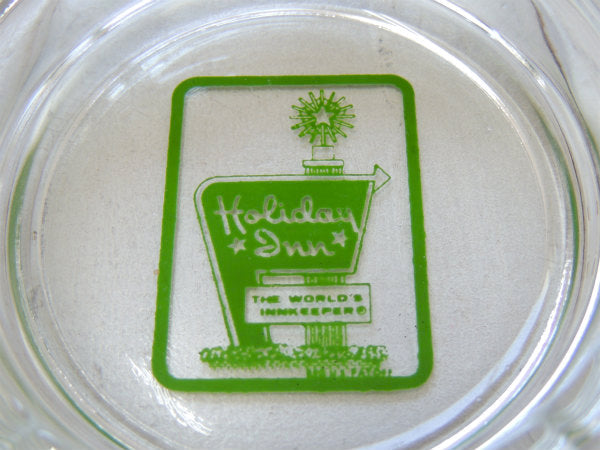 Holiday
Inn
THE WORLD'S
INNKEEPER®